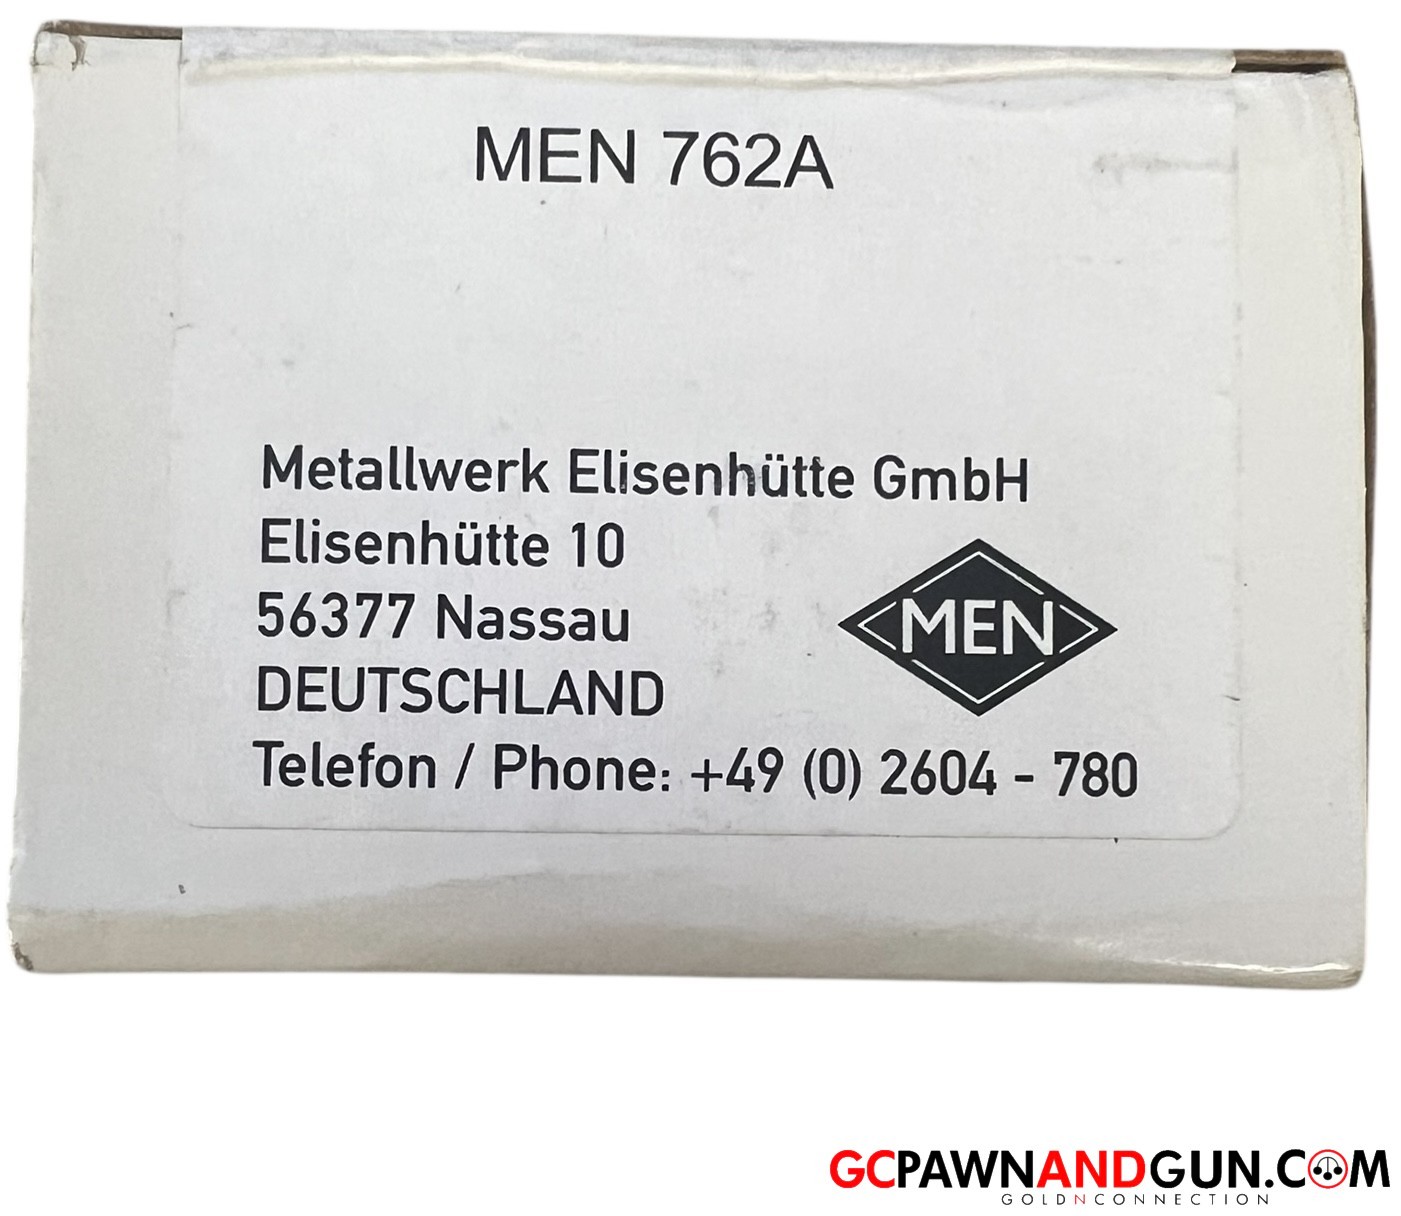 MEN 762A
Metallwerk Elisenhütte GmbH
Elisenhütte 10
56377 Nassau
DEUTSCHLAND
MEN
Telefon / Phone: +49 (0) 2604 - 780
GCPAWNANDGUN.COM
GOLDNCONNECTION